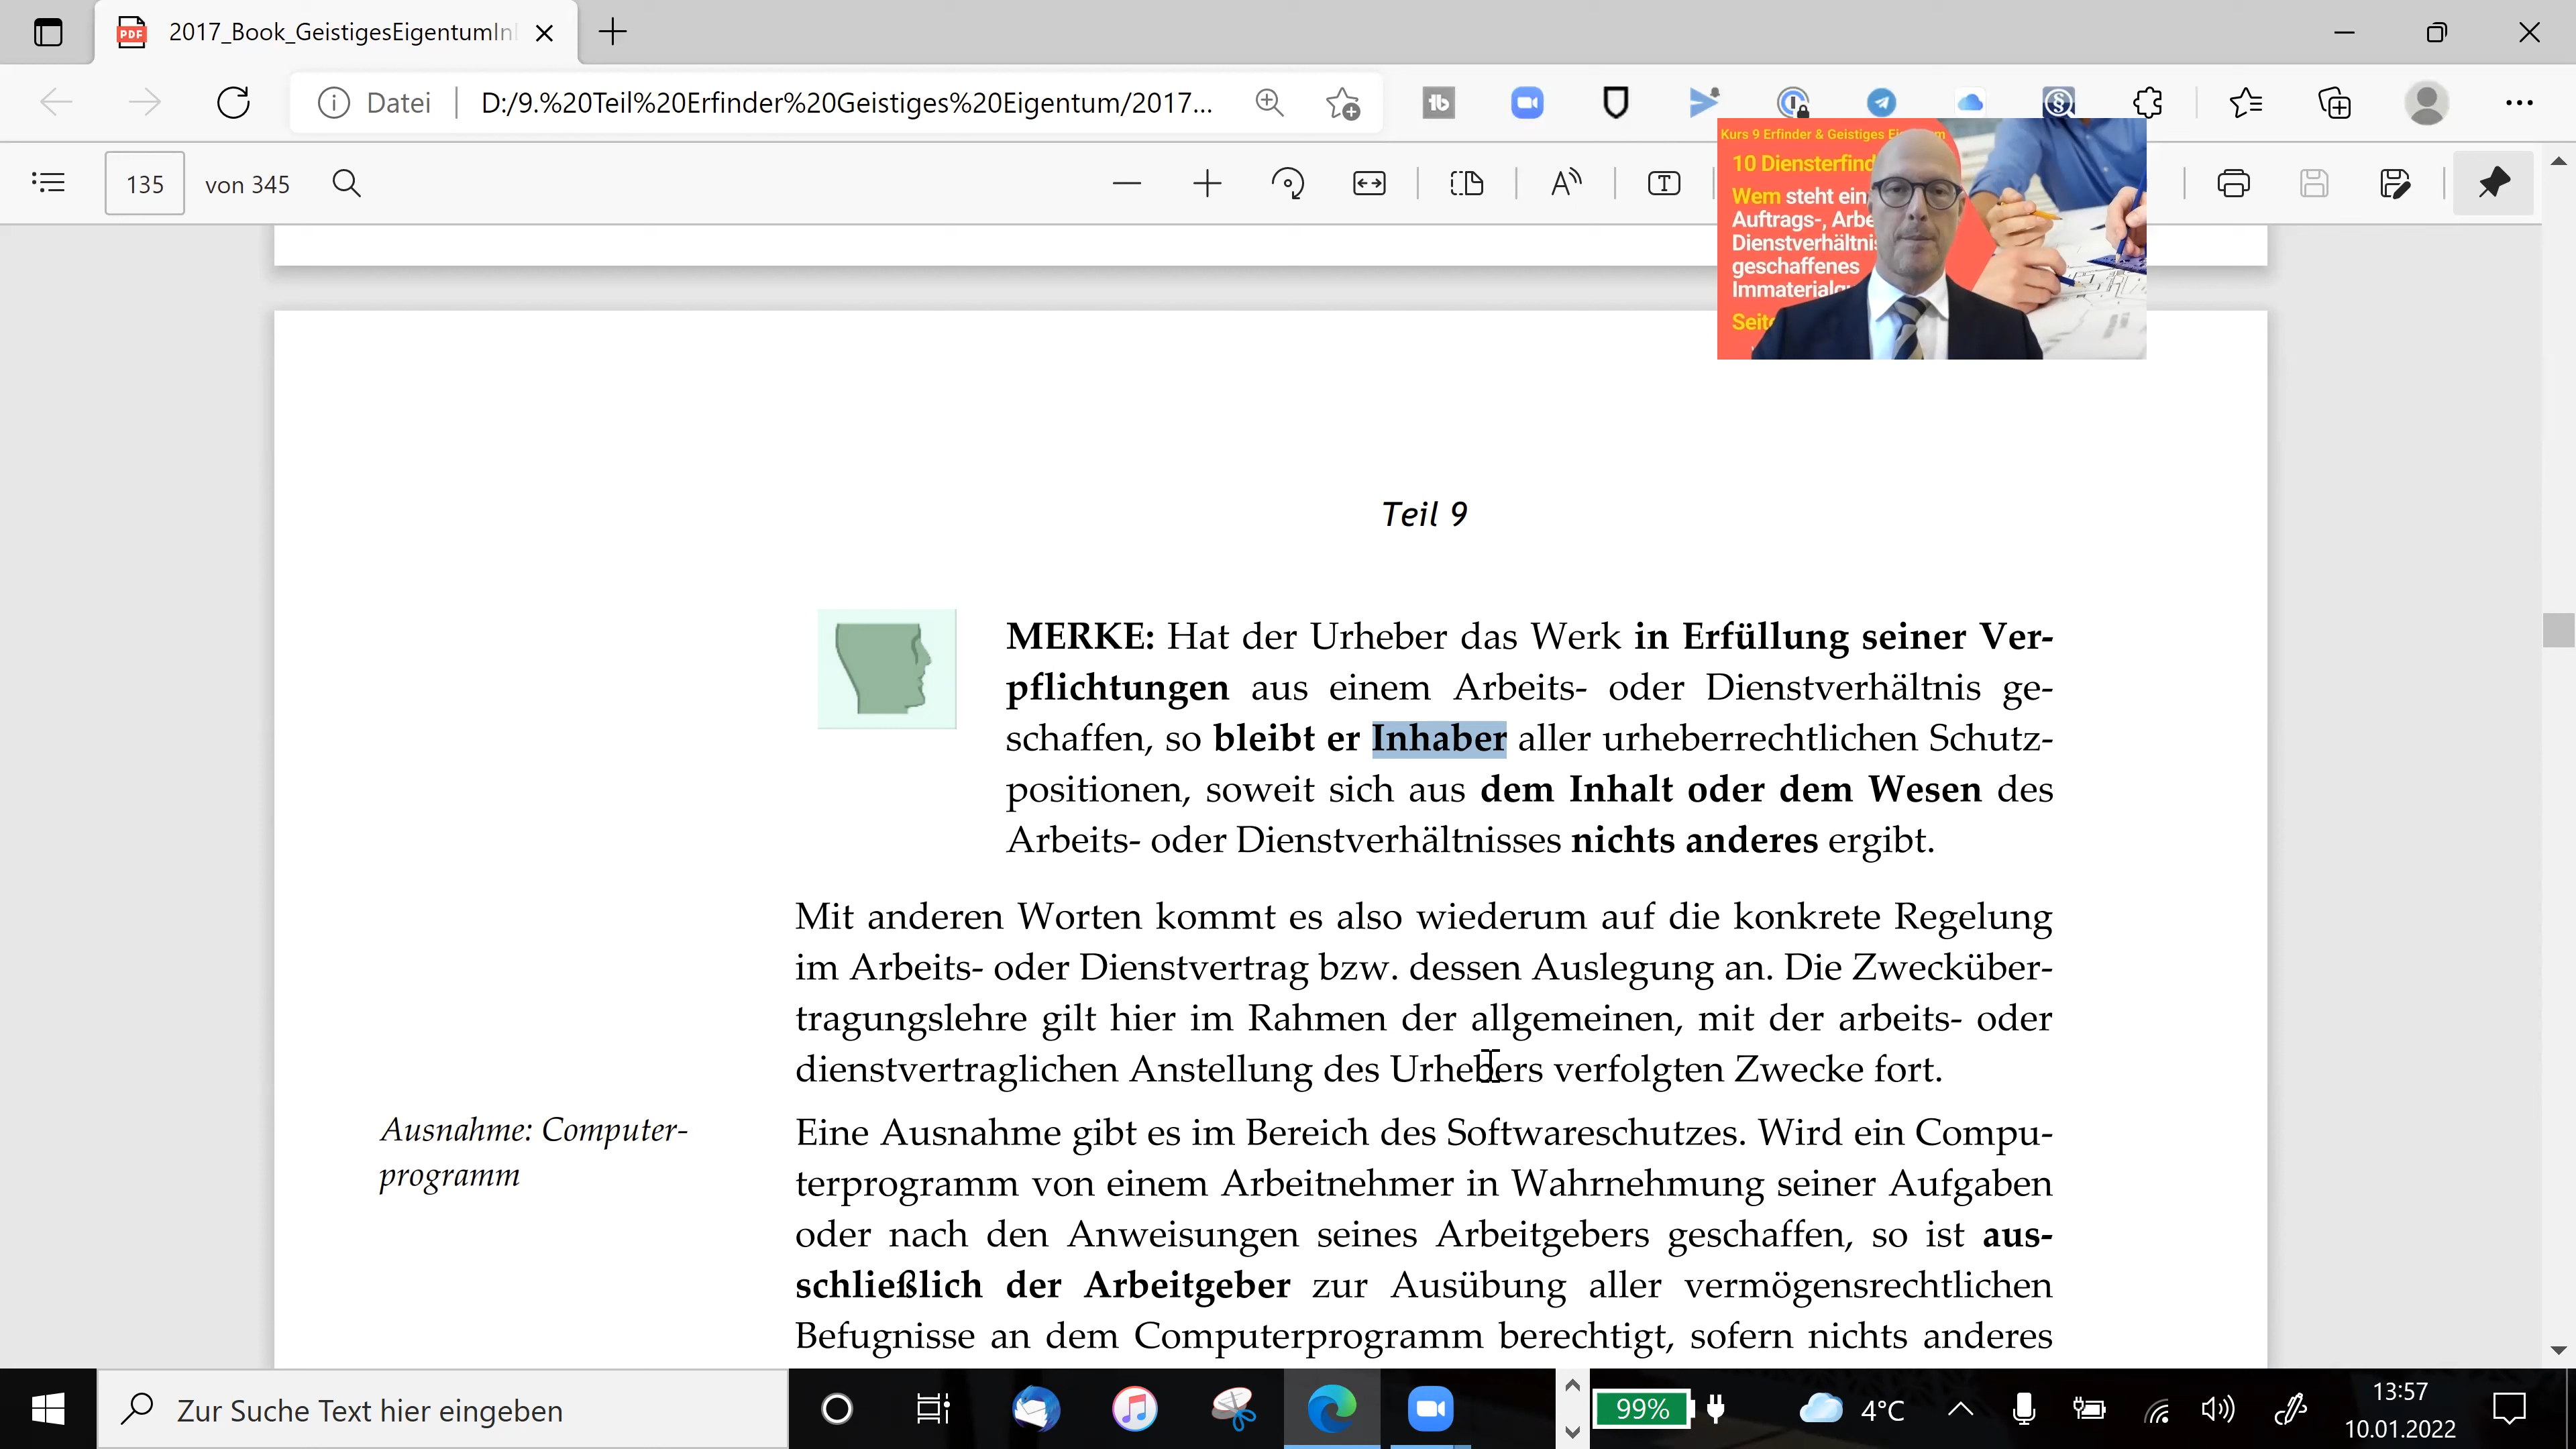 2017_Book_GeistigesEigentumIn
Datei
D:/9.%20Teil%20Erfinder%20Geistiges%20Eigentum/2017...
135
von 345
Kurs 9 Erfinder & Geistiges
10
Wem steht ein
Auftrags-,
geschaffenes
Teil 9
MERKE: Hat der Urheber das Werk in Erfüllung seiner Ver-
pflichtungen aus einem Arbeits- oder Dienstverhältnis ge-
schaffen, so bleibt er Inhaber aller urheberrechtlichen Schutz-
positionen, soweit sich aus dem Inhalt oder dem Wesen des
Arbeits- oder Dienstverhältnisses nichts anderes ergibt.
Mit anderen Worten kommt es also wiederum auf die konkrete Regelung
im Arbeits- oder Dienstvertrag bzw. dessen Auslegung an. Die Zwecküber-
tragungslehre gilt hier im Rahmen der allgemeinen, mit der arbeits- oder
dienstvertraglichen Anstellung des Urhebers verfolgten Zwecke fort.
Ausnahme: Computer-
programm
Eine Ausnahme gibt es im Bereich des Softwareschutzes. Wird ein Compu-
terprogramm von einem Arbeitnehmer in Wahrnehmung seiner Aufgaben
oder nach den Anweisungen seines Arbeitgebers geschaffen, so ist aus-
schließlich der Arbeitgeber zur Ausübung aller vermögensrechtlichen
Befugnisse an dem Computerprogramm berechtigt, sofern nichts anderes
Zur Suche Text hier eingeben
99%
4°C
13:57
10.01.2022